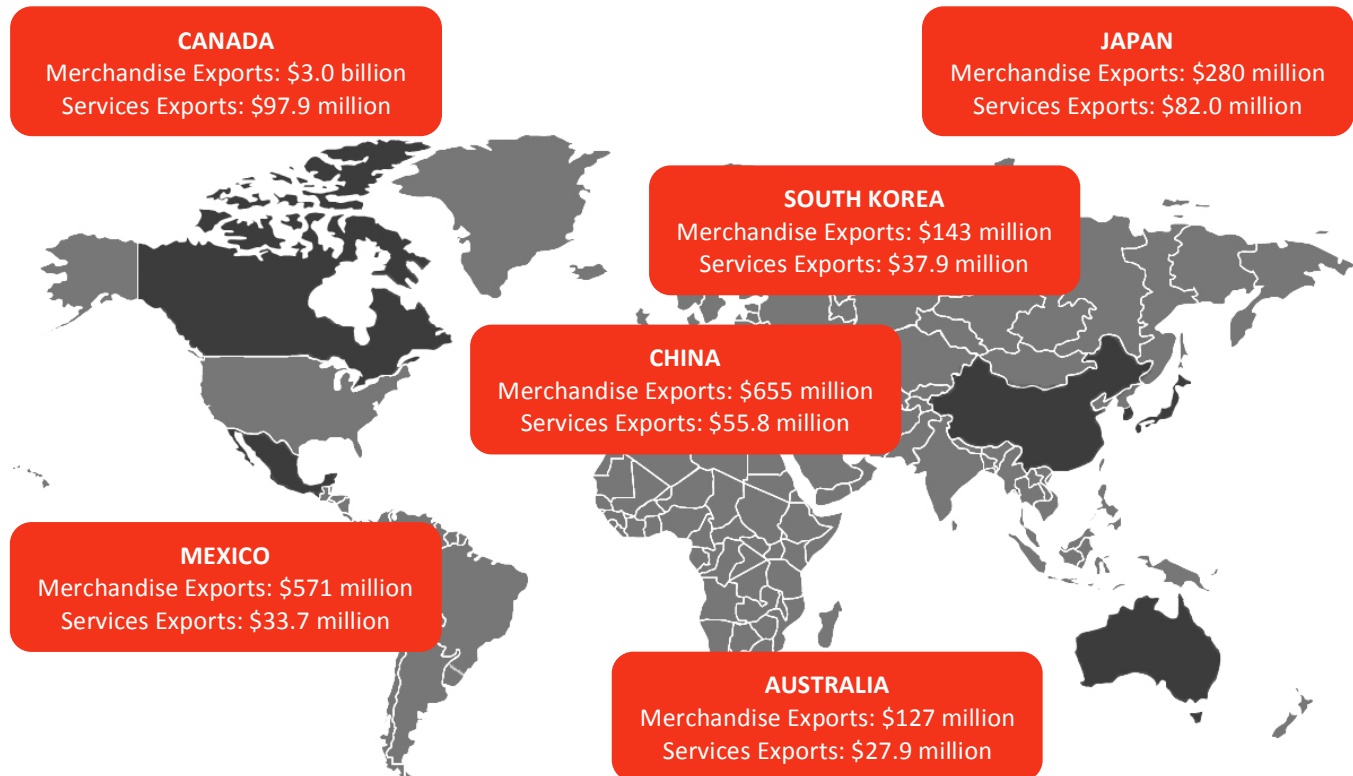 CANADA
Merchandise Exports: $3.0 billion
Services Exports: $97.9 million
JAPAN
Merchandise Exports: $280 million
Services Exports: $82.0 million
SOUTH KOREA
Merchandise Exports: $143 million
Services Exports: $37.9 million
CHINA
Merchandise Exports: $655 million
Services Exports: $55.8 million
MEXICO
Merchandise Exports: $571 million
Services Exports: $33.7 million
AUSTRALIA
Merchandise Exports: $127 million
Services Exports: $27.9 million